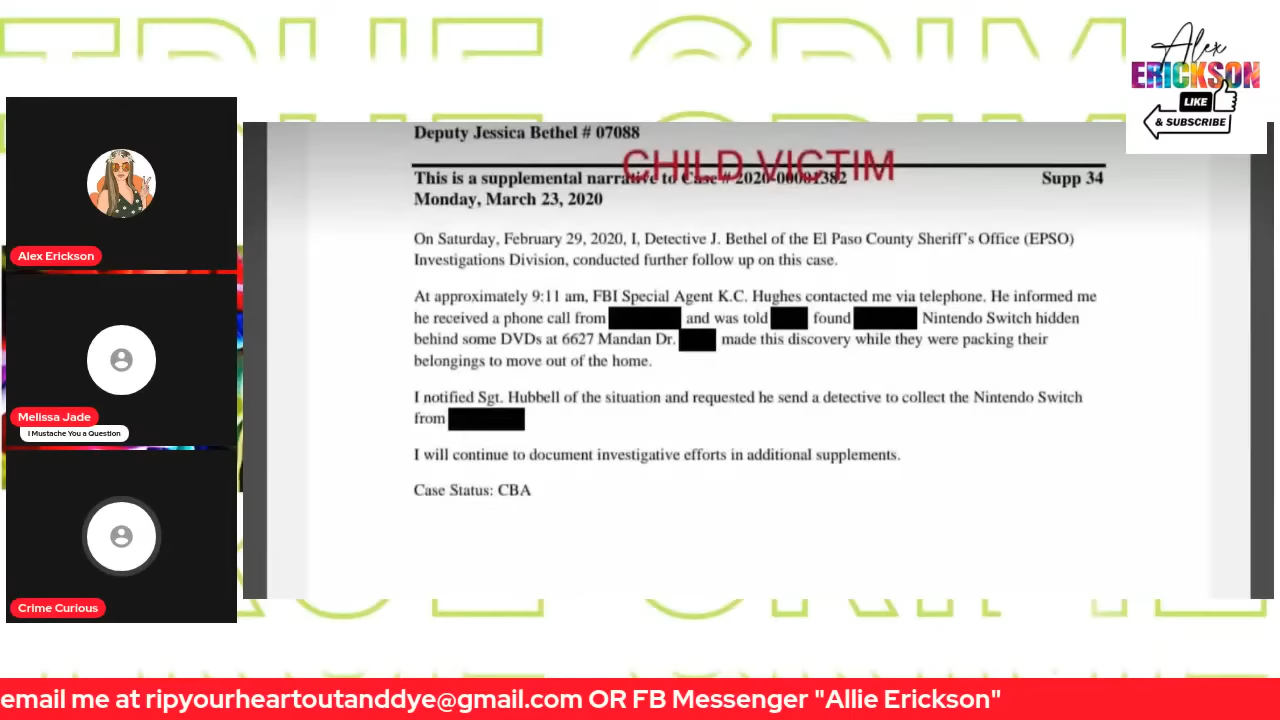 TRUE CRIME
Alex
ERICKSON
LIKE
& SUBSCRIBE
Alex Erickson
Melissa Jade
I Mustache You a Question
Crime Curious
Deputy Jessica Bethel # 07088
CHILD VICTIM
This is a supplemental narrative to Case # 2020-00001382
Supp 34
Monday, March 23, 2020
On Saturday, February 29, 2020, I, Detective J. Bethel of the El Paso County Sheriff's Office (EPSO)
Investigations Division, conducted further follow up on this case.
At approximately 9:11 am, FBI Special Agent K.C. Hughes contacted me via telephone. He informed me
he received a phone call from and was told found Nintendo Switch hidden
behind some DVDs at 6627 Mandan Dr. made this discovery while they were packing their
belongings to move out of the home.
I notified Sgt. Hubbell of the situation and requested he send a detective to collect the Nintendo Switch
from
I will continue to document investigative efforts in additional supplements.
Case Status: CBA
TRUE CRIME
email me at ripyourheartoutanddye@gmail.com OR FB Messenger "Allie Erickson"